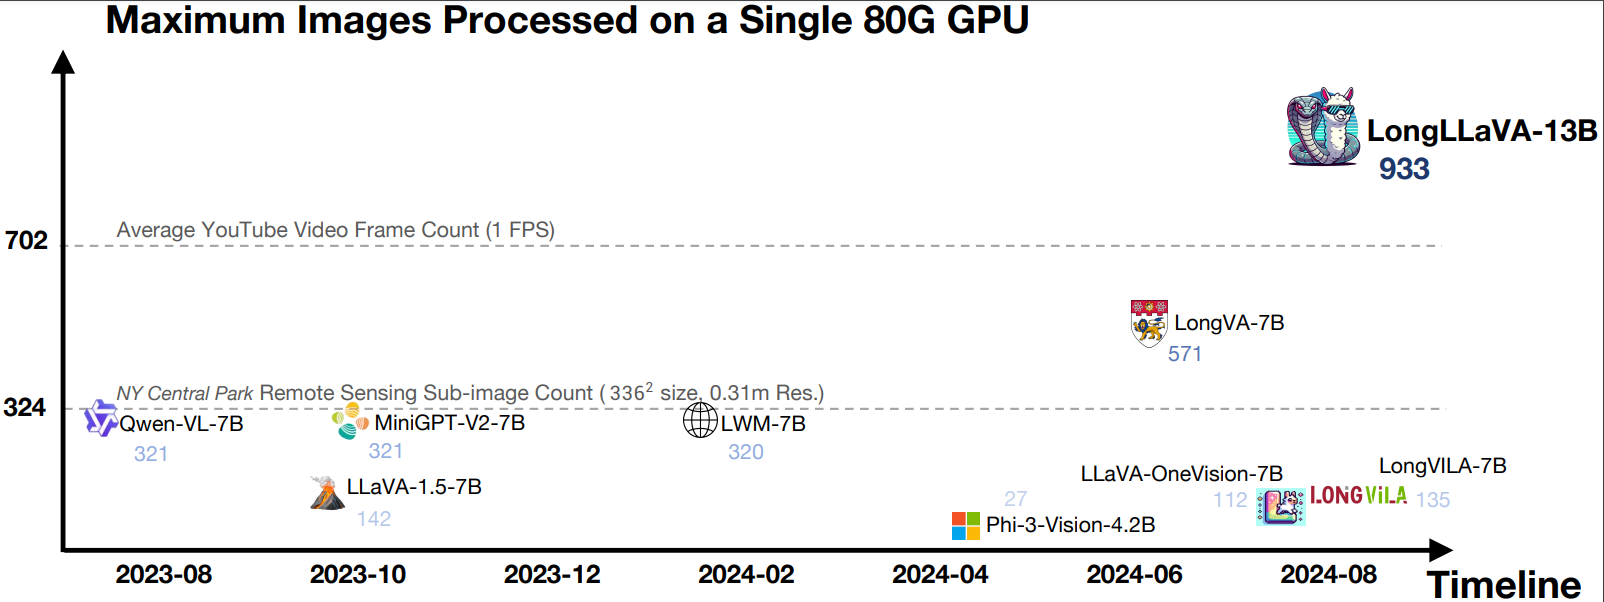 Maximum Images Processed on a Single 80G GPU
LongLLaVA-13B
933
Average YouTube Video Frame Count (1 FPS)
702
LongVA-7B
571
NY Central Park Remote Sensing Sub-image Count ( 336² size, 0.31m Res.)
324
Qwen-VL-7B
321
MiniGPT-V2-7B
321
LWM-7B
320
LLaVA-1.5-7B
142
27
Phi-3-Vision-4.2B
LLaVA-OneVision-7B
112
LongVILA-7B
LONGViLA
135
2023-08 2023-10 2023-12 2024-02 2024-04 2024-06 2024-08
Timeline